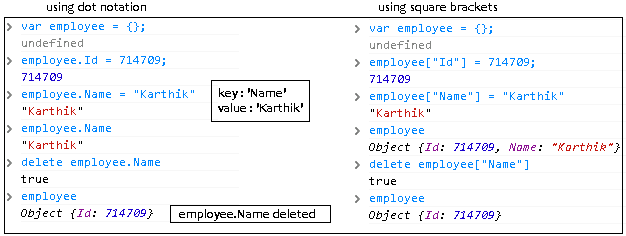 using dot notation
var employee = {};
undefined
employee.Id = 714709;
714709
employee.Name = "Karthik"
"Karthik"
employee.Name
"Karthik"
delete employee.Name
true
employee
Object {Id: 714709}
key: 'Name'
value: 'Karthik'
employee.Name deleted
using square brackets
var employee = {};
undefined
employee["Id"] = 714709;
714709
employee["Name"] = "Karthik"
"Karthik"
employee
Object {Id: 714709, Name: "Karthik"}
delete employee["Name"]
true
employee
Object {Id: 714709}